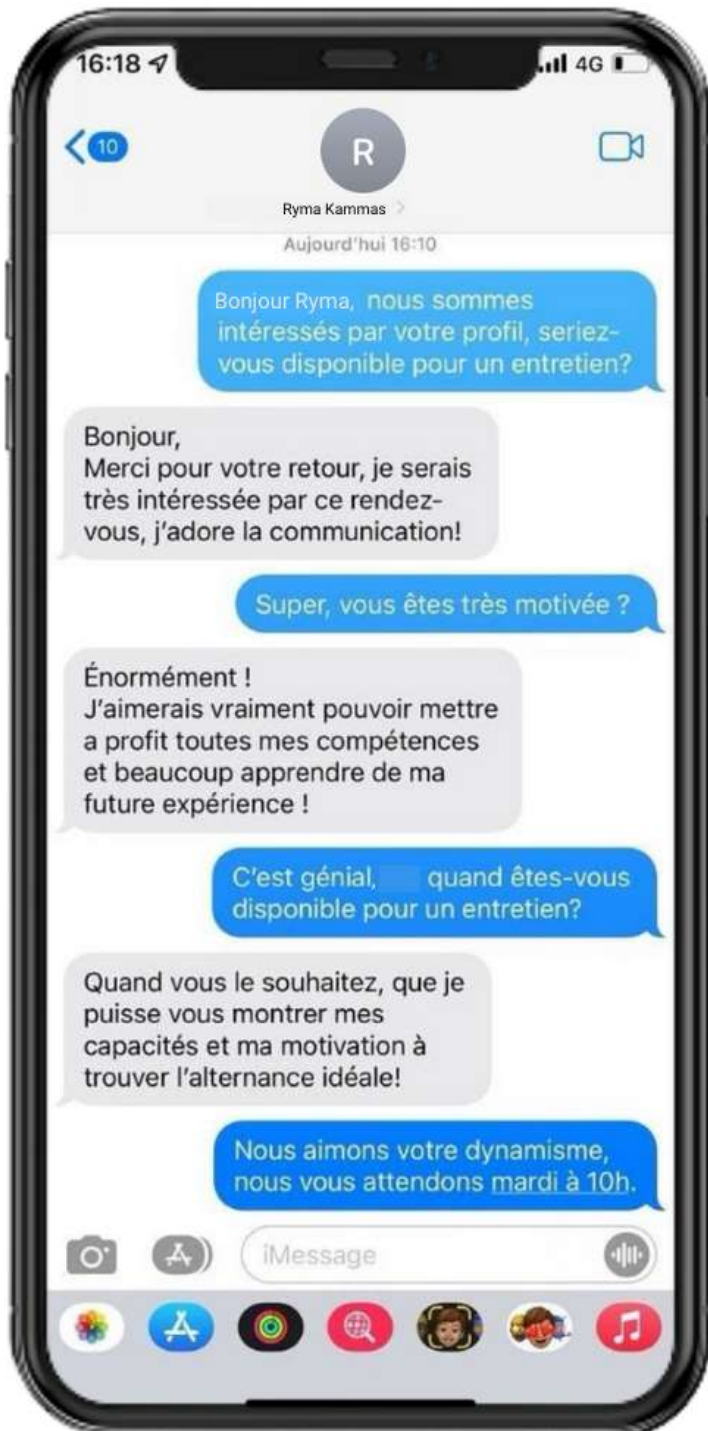 16:18
4G
10
R
Ryma Kammas
Aujourd'hui 16:10
Bonjour Ryma, nous sommes
intéressés par votre profil, seriez-
vous disponible pour un entretien?
Bonjour,
Merci pour votre retour, je serais
très intéressée par ce rendez-
vous, j'adore la communication!
Super, vous êtes très motivée ?
Énormément !
J'aimerais vraiment pouvoir mettre
a profit toutes mes compétences
et beaucoup apprendre de ma
future expérience !
C'est génial, quand êtes-vous
disponible pour un entretien?
Quand vous le souhaitez, que je
puisse vous montrer mes
capacités et ma motivation à
trouver l'alternance idéale!
Nous aimons votre dynamisme,
nous vous attendons mardi à 10h.
iMessage